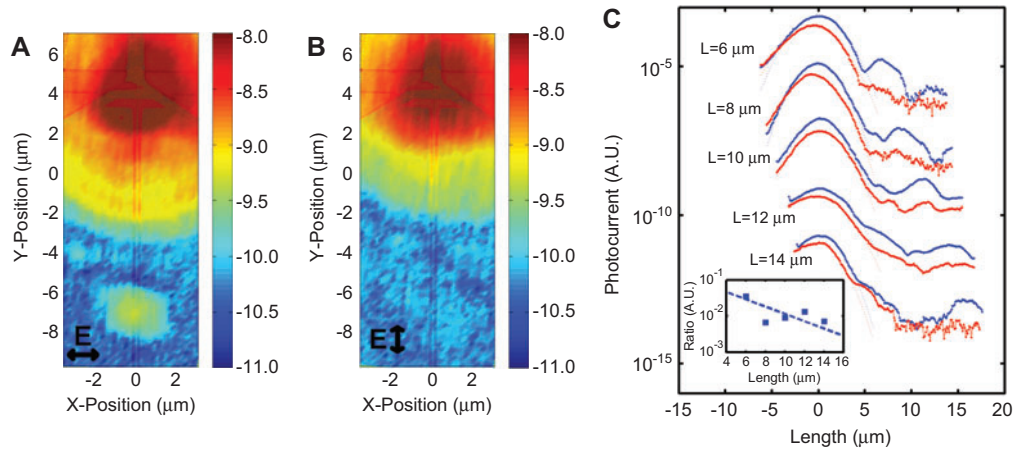 A
6
4
2
0
-2
-4
-6
-8
Y-Position (µm)
-2 0 2
X-Position (µm)
E
-8.0
-8.5
-9.0
-9.5
-10.0
-10.5
-11.0
B
6
4
2
0
-2
-4
-6
-8
Y-Position (µm)
-2 0 2
X-Position (µm)
E
-8.0
-8.5
-9.0
-9.5
-10.0
-10.5
-11.0
C
Photocurrent (A.U.)
10-5
10-10
10-15
L=6 µm
L=8 µm
L=10 µm
L=12 µm
L=14 µm
Ratio (A.U.)
10-1
10-2
10-3
4 6 8 10 12 14 16
Length (µm)
-15 -10 -5 0 5 10 15 20
Length (µm)